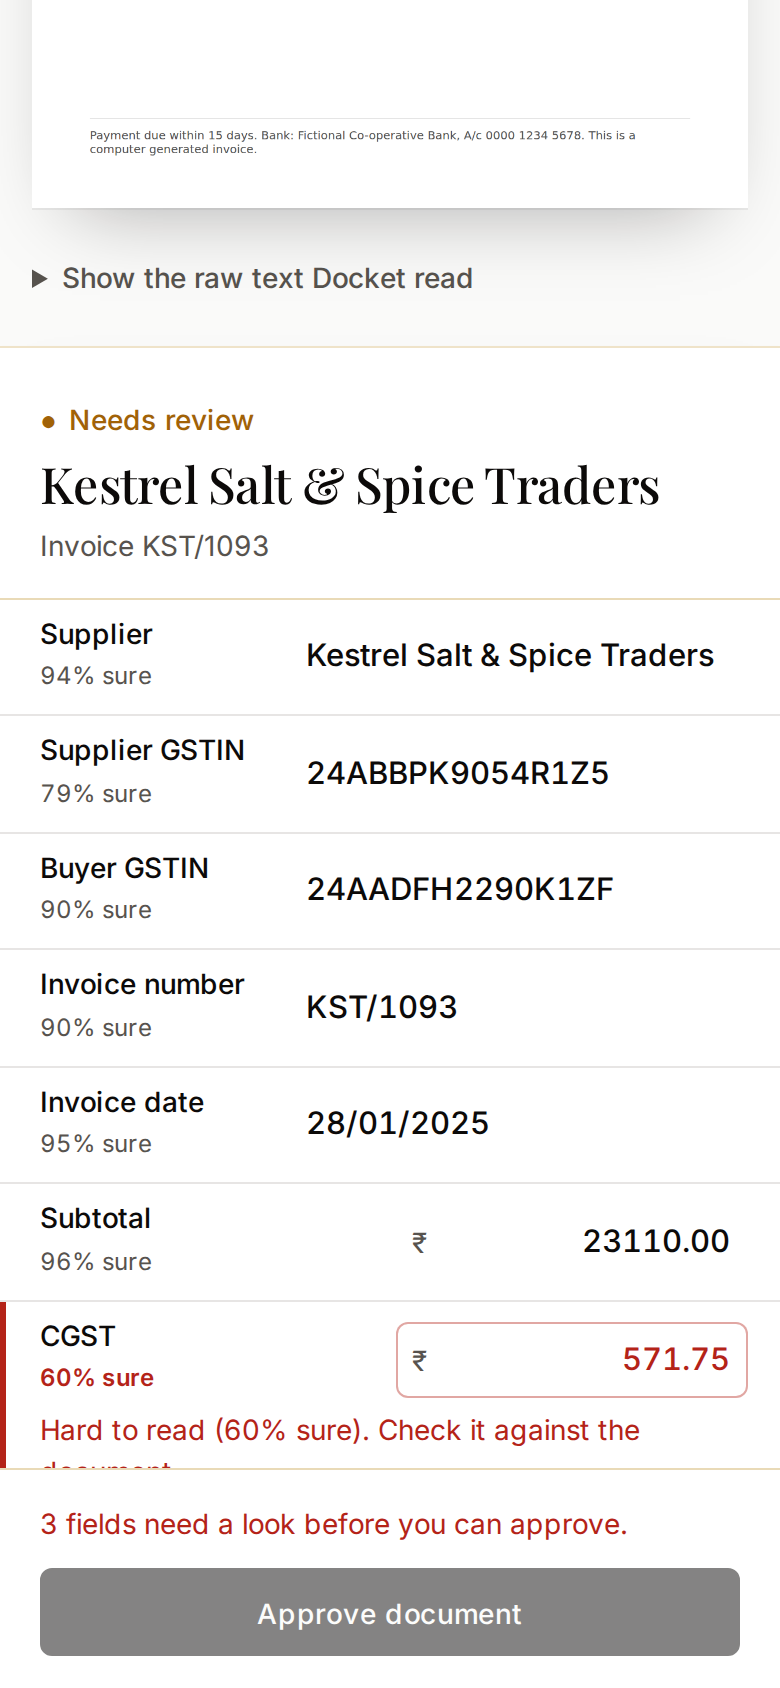 Payment due within 15 days. Bank: Fictional Co-operative Bank, A/c 0000 1234 5678. This is a
computer generated invoice.
▶ Show the raw text Docket read
• Needs review
Kestrel Salt & Spice Traders
Invoice KST/1093
Supplier
94% sure
Kestrel Salt & Spice Traders
Supplier GSTIN
79% sure
24ABBPK9054R1Z5
Buyer GSTIN
90% sure
24AADFH2290K1ZF
Invoice number
90% sure
KST/1093
Invoice date
95% sure
28/01/2025
Subtotal
96% sure
₹ 23110.00
CGST
60% sure
₹ 571.75
Hard to read (60% sure). Check it against the
3 fields need a look before you can approve.
Approve document